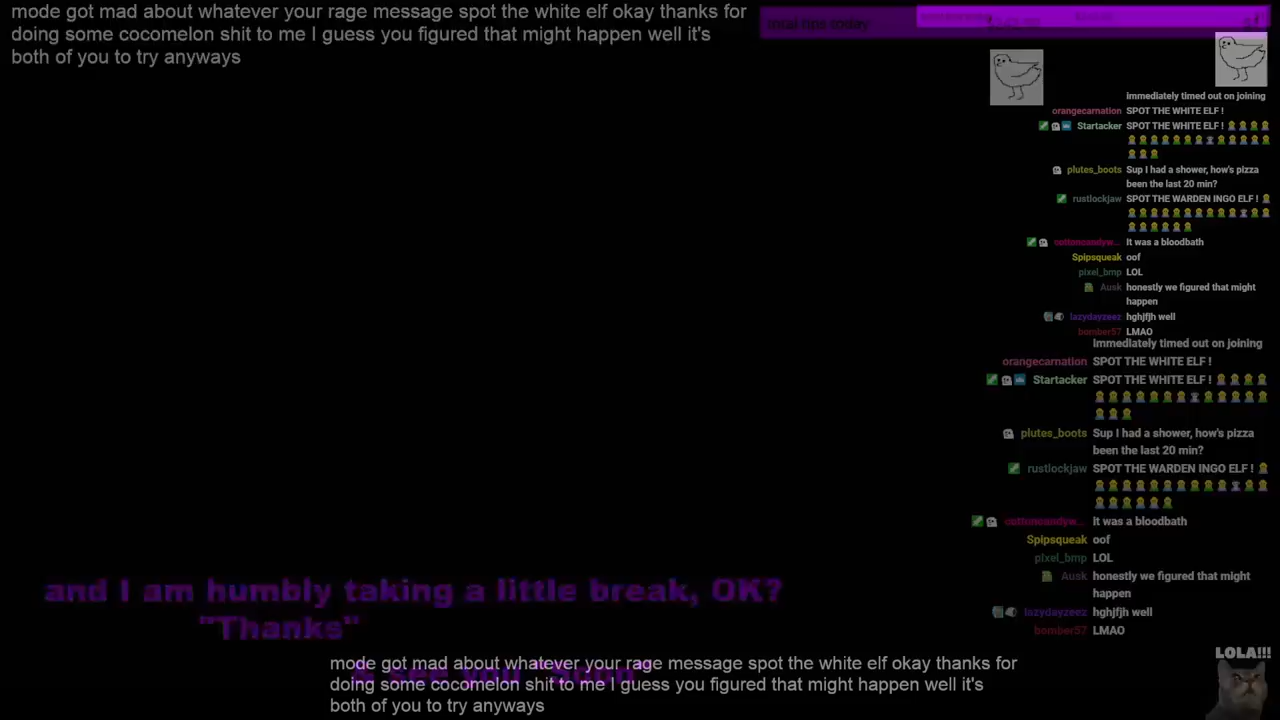 mode got mad about whatever your rage message spot the white elf okay thanks for
doing some cocomelon shit to me I guess you figured that might happen well it's
both of you to try anyways
total tips today
immediately timed out on joining
orangecarnation SPOT THE WHITE ELF !
Startacker SPOT THE WHITE ELF !
plutes_boots Sup I had a shower, how's pizza
been the last 20 min?
rustlockjaw SPOT THE WARDEN INGO ELF !
cottoncandyw... It was a bloodbath
Spipsqueak oof
pixel_bmp LOL
Ausk honestly we figured that might
happen
lazydayzeez hghjfjh well
bomber57 LMAO
immediately timed out on joining
orangecarnation SPOT THE WHITE ELF !
Startacker SPOT THE WHITE ELF !
plutes_boots Sup I had a shower, how's pizza
been the last 20 min?
rustlockjaw SPOT THE WARDEN INGO ELF !
cottoncandyw... It was a bloodbath
Spipsqueak oof
pixel_bmp LOL
Ausk honestly we figured that might
happen
lazydayzeez hghjfjh well
bomber57 LMAO
and I am humbly taking a little break, OK?
"Thanks"
& see you "Soon"
mode got mad about whatever your rage message spot the white elf okay thanks for
doing some cocomelon shit to me I guess you figured that might happen well it's
both of you to try anyways
LOLA!!!